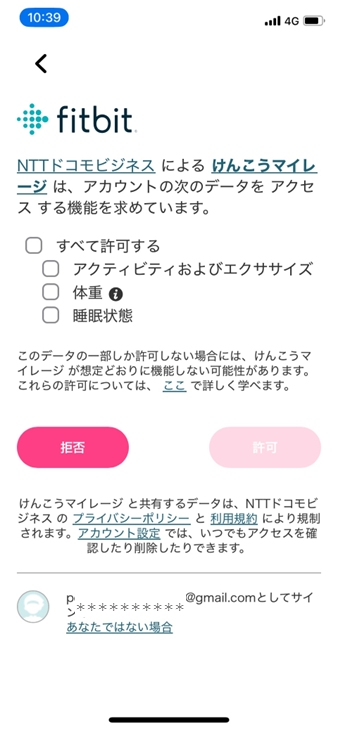 10:39
4G
fitbit
NTTドコモビジネス による けんこうマイレ
ージ は、アカウントの次のデータを アクセ
ス する機能を求めています。
すべて許可する
アクティビティおよびエクササイズ
体重
睡眠状態
このデータの一部しか許可しない場合には、けんこうマ
イレージ が想定どおりに機能しない可能性があります。
これらの許可については、 ここ で詳しく学べます。
拒否
許可
けんこうマイレージ と共有するデータは、NTTドコモビ
ジネス の プライバシーポリシー と 利用規約 により規制
されます。アカウント設定 では、いつでもアクセスを確
認したり削除したりできます。
p **********@gmail.comとしてサイ
ン
あなたではない場合